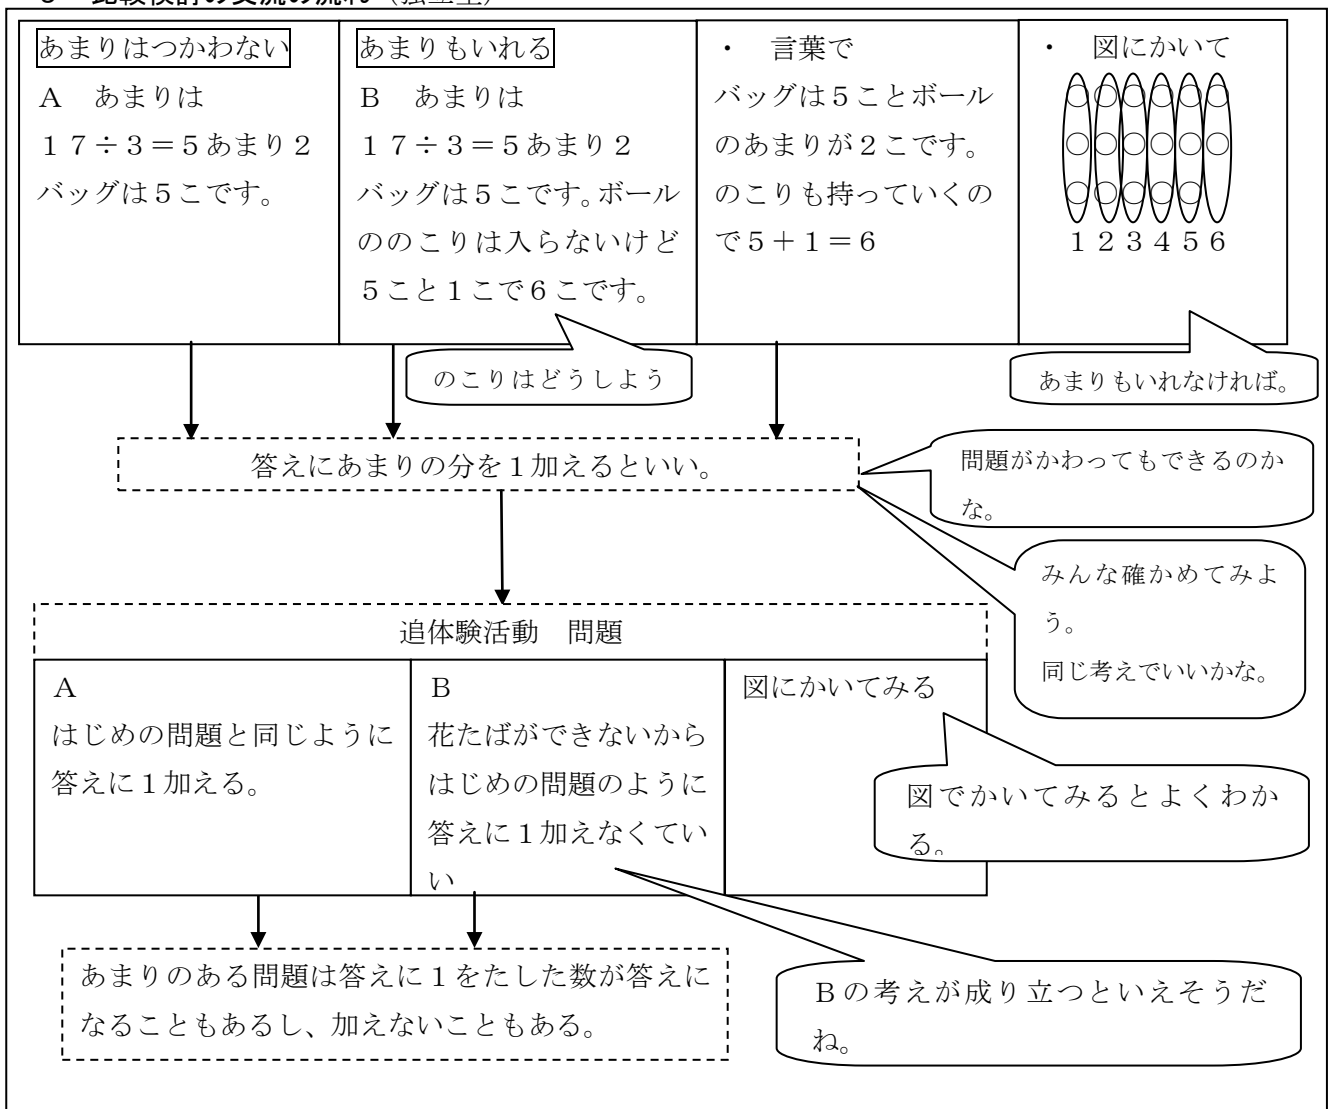 比較検討の交流の流れ（独立型）
あまりはつかわない
Ａ　あまりは
１７÷３＝５あまり２
バッグは５こです。
あまりもいれる
Ｂ　あまりは
１７÷３＝５あまり２
バッグは５こです。ボール
ののこりは入らないけど
５こと１こで６こです。
・　言葉で
バッグは５ことボール
のあまりが２こです。
のこりも持っていくの
で５＋１＝６
・　図にかいて
１２３４５６
のこりはどうしよう
あまりもいれなければ。
答えにあまりの分を１加えるといい。
問題がかわってもできるのか
な。
みんな確かめてみよ
う。
同じ考えでいいかな。
追体験活動　問題
Ａ
はじめの問題と同じように
答えに１加える。
Ｂ
花たばができないから
はじめの問題のように
答えに１加えなくてい
い
図にかいてみる
図でかいてみるとよくわか
る。
あまりのある問題は答えに１をたした数が答えに
なることもあるし、加えないこともある。
Ｂの考えが成り立つといえそうだ
ね。